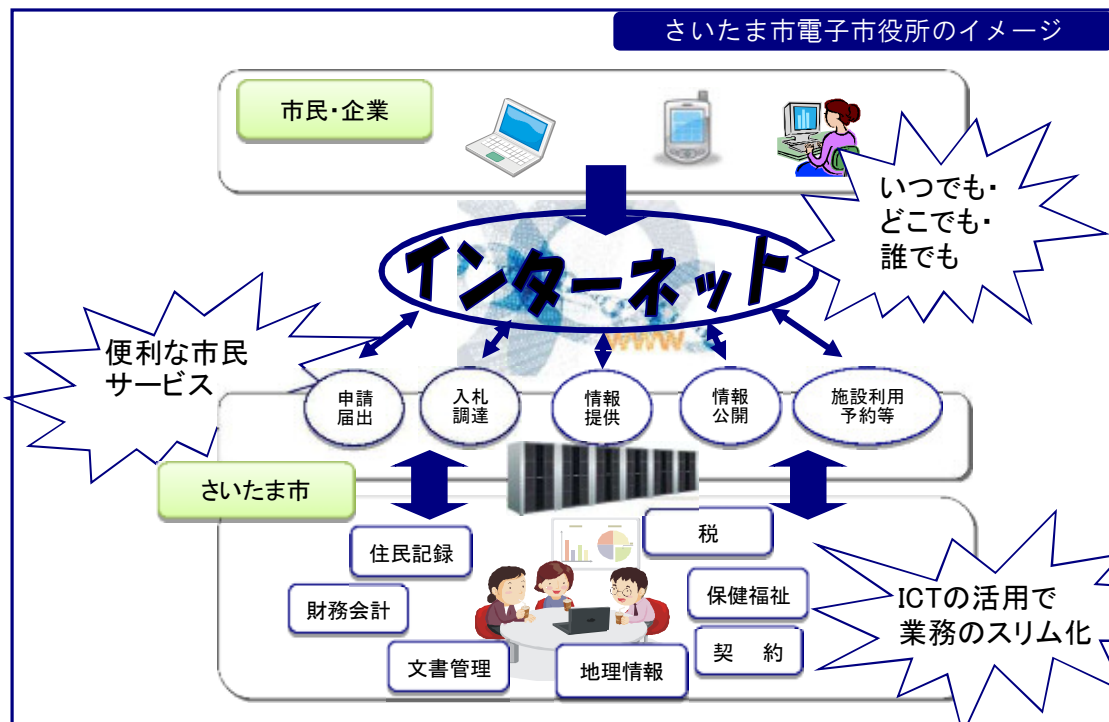 さいたま市電子市役所のイメージ
市民・企業
いつでも・
どこでも・
誰でも
インターネット
www
便利な市民
サービス
申請
届出
入札
調達
情報
提供
情報
公開
施設利用
予約等
さいたま市
税
住民記録
保健福祉
財務会計
契　約
文書管理
地理情報
ICTの活用で
業務のスリム化